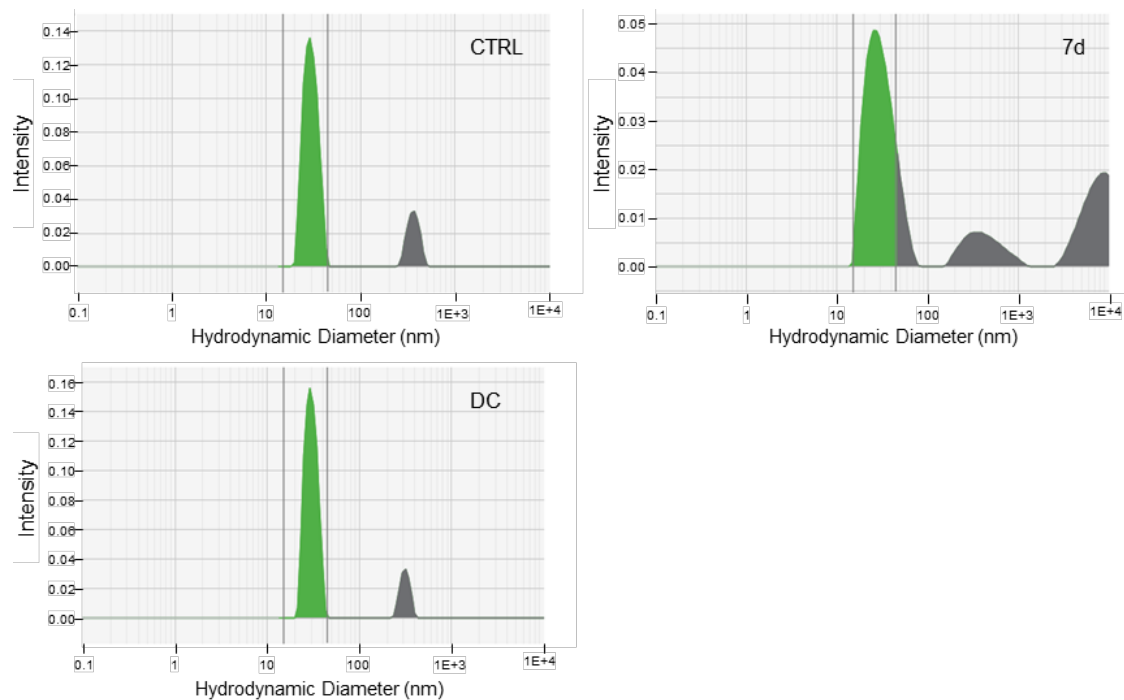 CTRL
Intensity
0.14
0.12
0.10
0.08
0.06
0.04
0.02
0.00
0.1 1 10 100 1E+3 1E+4
Hydrodynamic Diameter (nm)
7d
Intensity
0.05
0.04
0.03
0.02
0.01
0.00
0.1 1 10 100 1E+3 1E+4
Hydrodynamic Diameter (nm)
DC
Intensity
0.16
0.14
0.12
0.10
0.08
0.06
0.04
0.02
0.00
0.1 1 10 100 1E+3 1E+4
Hydrodynamic Diameter (nm)